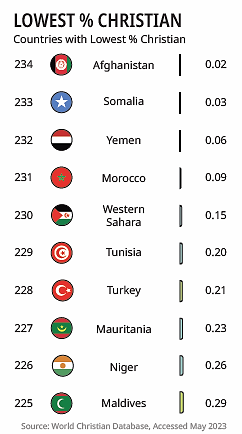 LOWEST % CHRISTIAN
Countries with Lowest % Christian
234 Afghanistan 0.02
233 Somalia 0.03
232 Yemen 0.06
231 Morocco 0.09
230 Western Sahara 0.15
229 Tunisia 0.20
228 Turkey 0.21
227 Mauritania 0.23
226 Niger 0.26
225 Maldives 0.29
Source: World Christian Database, Accessed May 2023